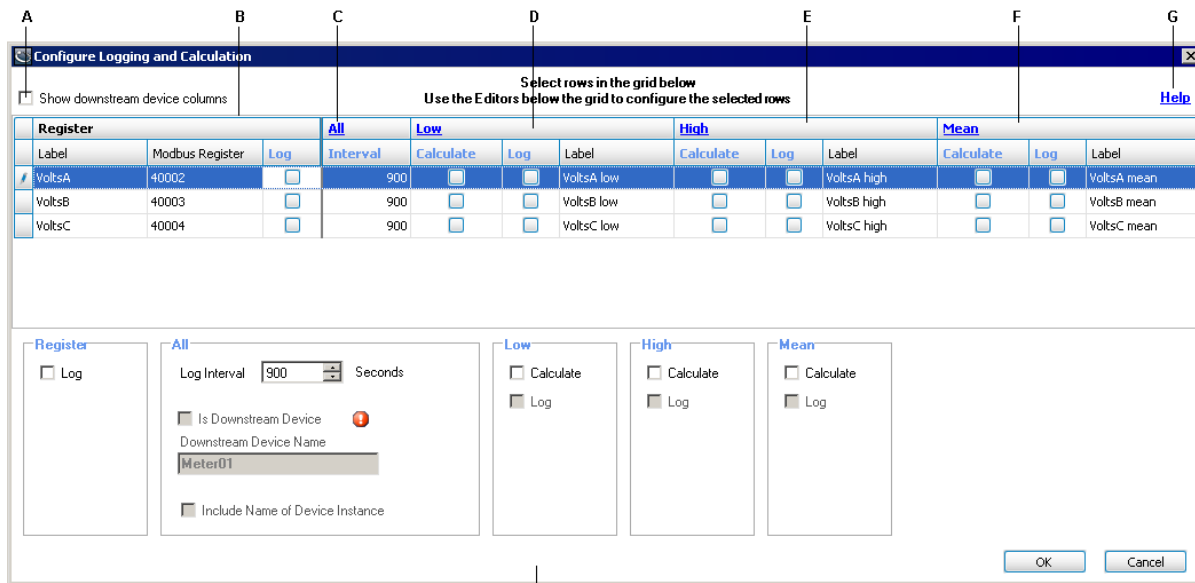 A B C D E F G
Configure Logging and Calculation
Show downstream device columns
Select rows in the grid below
Use the Editors below the grid to configure the selected rows
Help
Register All Low High Mean
Label Modbus Register Log Interval Calculate Log Label Calculate Log Label Calculate Log Label
VoltsA 40002 900 VoltsA low VoltsA high VoltsA mean
VoltsB 40003 900 VoltsB low VoltsB high VoltsB mean
VoltsC 40004 900 VoltsC low VoltsC high VoltsC mean
Register
Log
All
Log Interval 900 Seconds
Is Downstream Device
Downstream Device Name
Meter01
Include Name of Device Instance
Low
Calculate
Log
High
Calculate
Log
Mean
Calculate
Log
OK Cancel